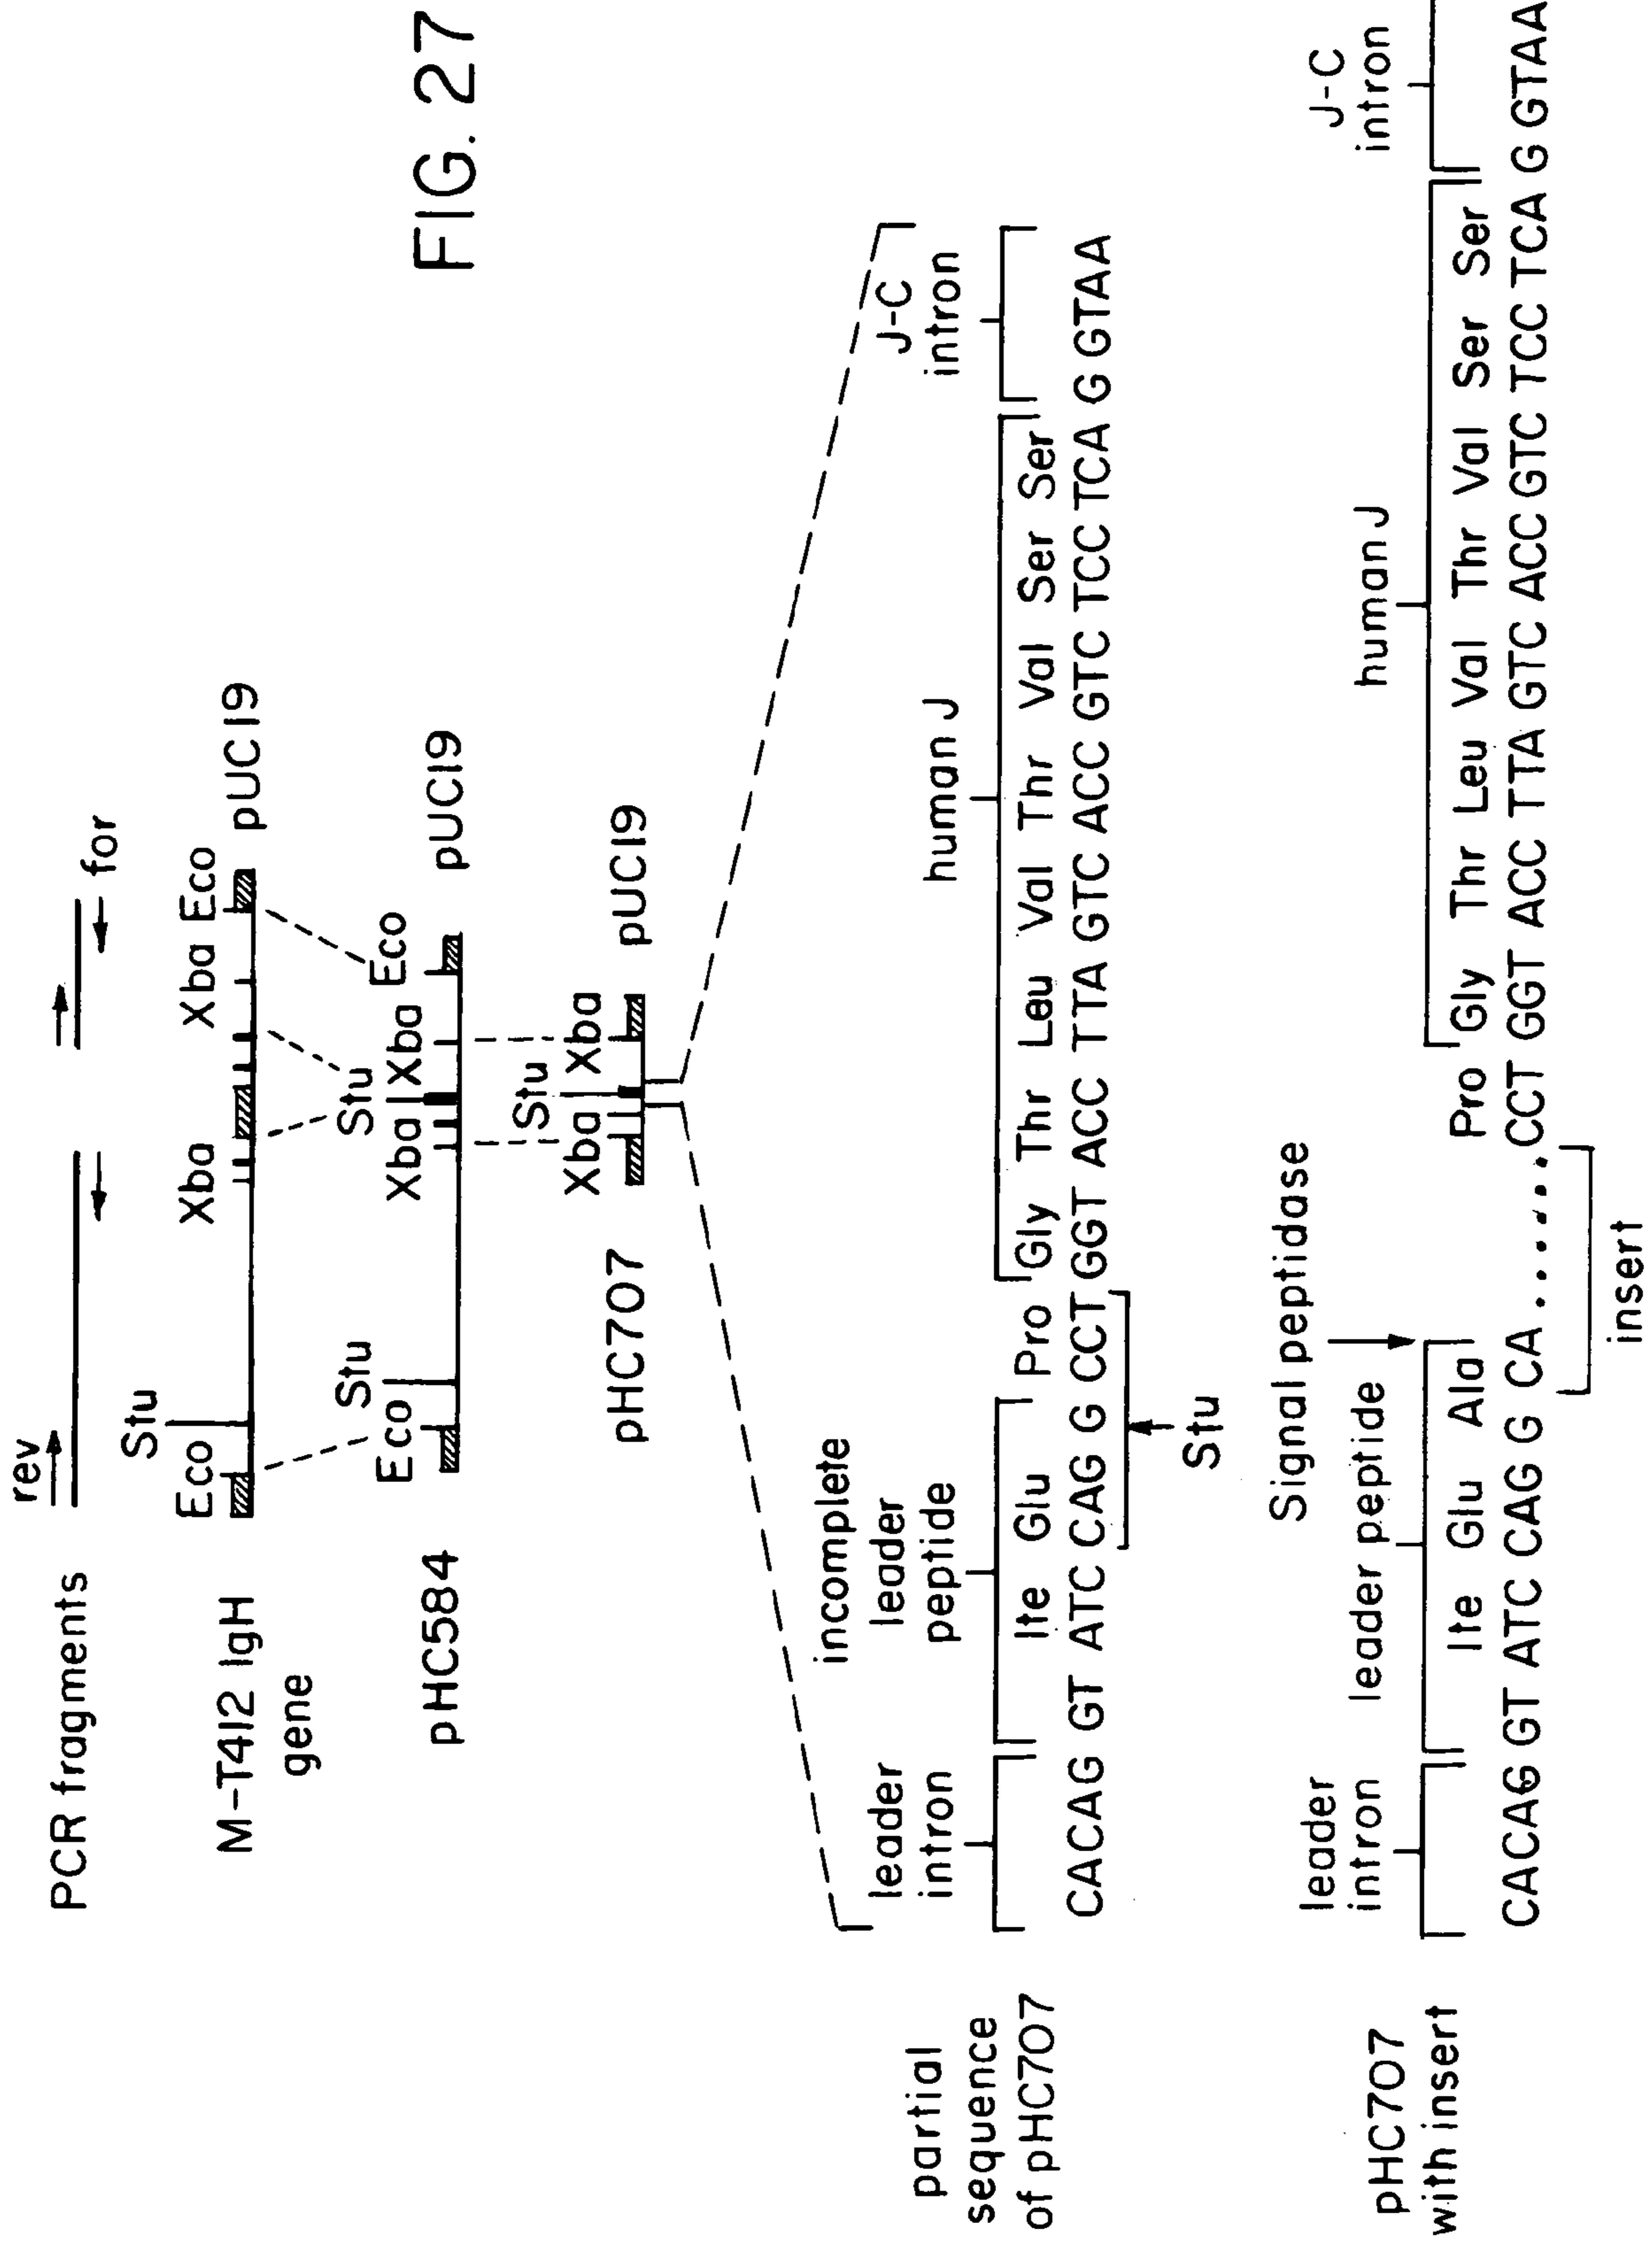 FIG. 27
PCR fragments
rev
for
M-T412 IgH
gene
Eco
Stu
Xba
Xba
Eco
pUC19
pHC584
Eco
Stu
Xba
Stu
Xba
Eco
pUC19
pHC707
Xba
Stu
Xba
pUC19
partial
sequence
of pHC707
leader
intron
incomplete
leader
peptide
human J
J-C
intron
Ite Glu Pro Gly Thr Leu Val Thr Val Ser Ser
CACAG GT ATC CAG G CCT GGT ACC TTA GTC ACC GTC TCC TCA G GTAA
Stu
pHC707
with insert
leader
intron
leader peptide
Signal peptidase
human J
J-C
intron
Ite Glu Ala Pro Gly Thr Leu Val Thr Val Ser Ser
CACAG GT ATC CAG G CA ...... CCT GGT ACC TTA GTC ACC GTC TCC TCA G GTAA
insert